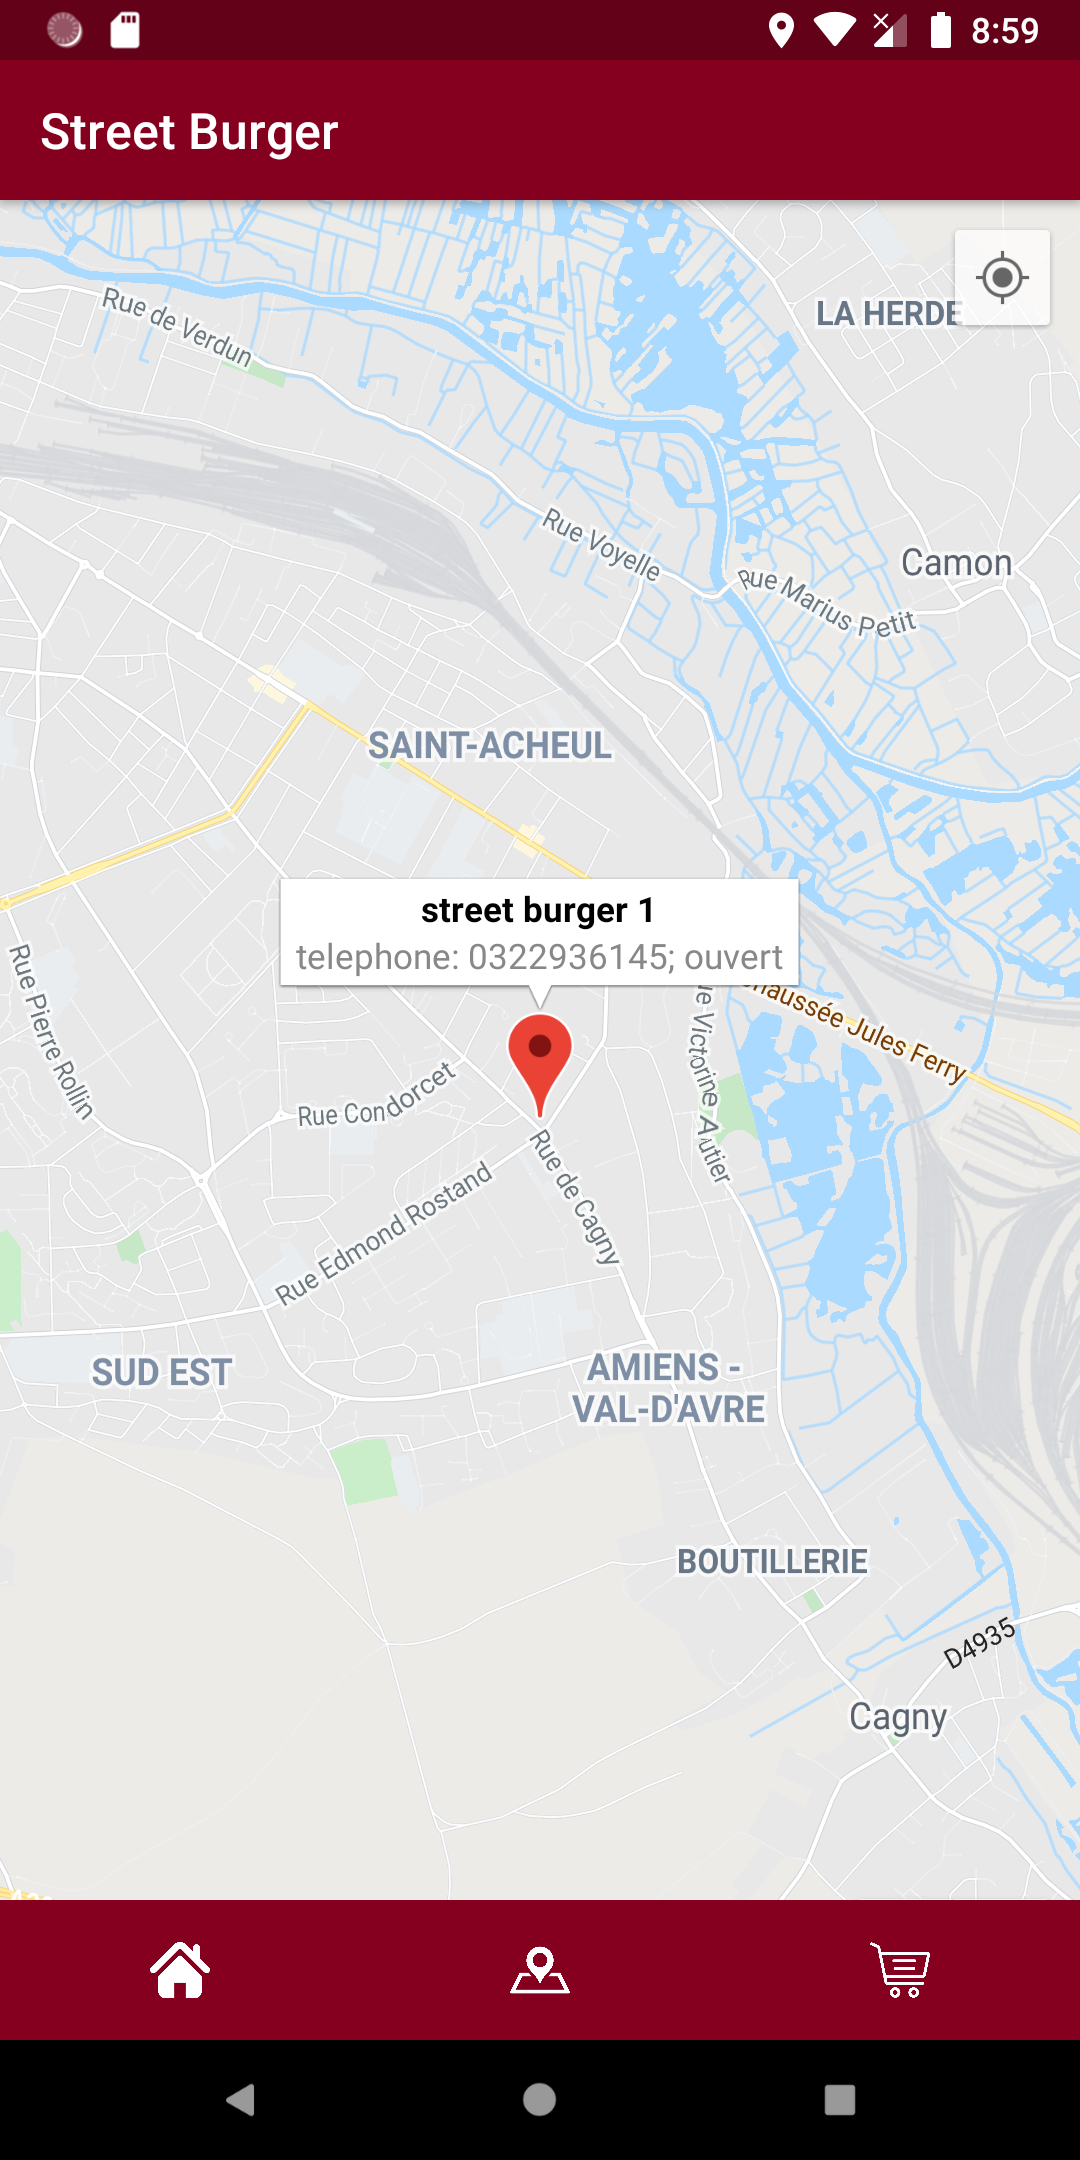 8:59
Street Burger
Rue de Verdun
LA HERDE
Rue Voyelle
Camon
Rue Marius Petit
SAINT-ACHEUL
street burger 1
telephone: 0322936145; ouvert
Rue Pierre Rollin
haussée Jules Ferry
ue Victorine Autier
Rue Condorcet
Rue de Cagny
Rue Edmond Rostand
SUD EST
AMIENS -
VAL-D'AVRE
BOUTILLERIE
D4935
Cagny